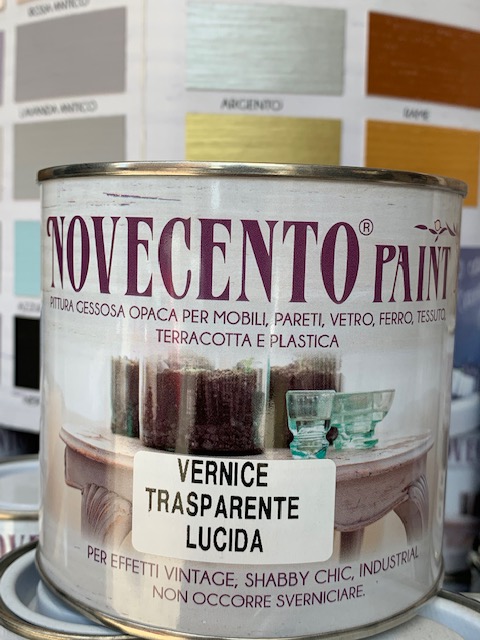 LAVANDA ANTICO
ARGENTO
RAME
NOVECENTO® PAINT
PITTURA GESSOSA OPACA PER MOBILI, PARETI, VETRO, FERRO, TESSUTO,
TERRACOTTA E PLASTICA
VERNICE
TRASPARENTE
LUCIDA
PER EFFETTI VINTAGE, SHABBY CHIC, INDUSTRIAL
NON OCCORRE SVERNICIARE.